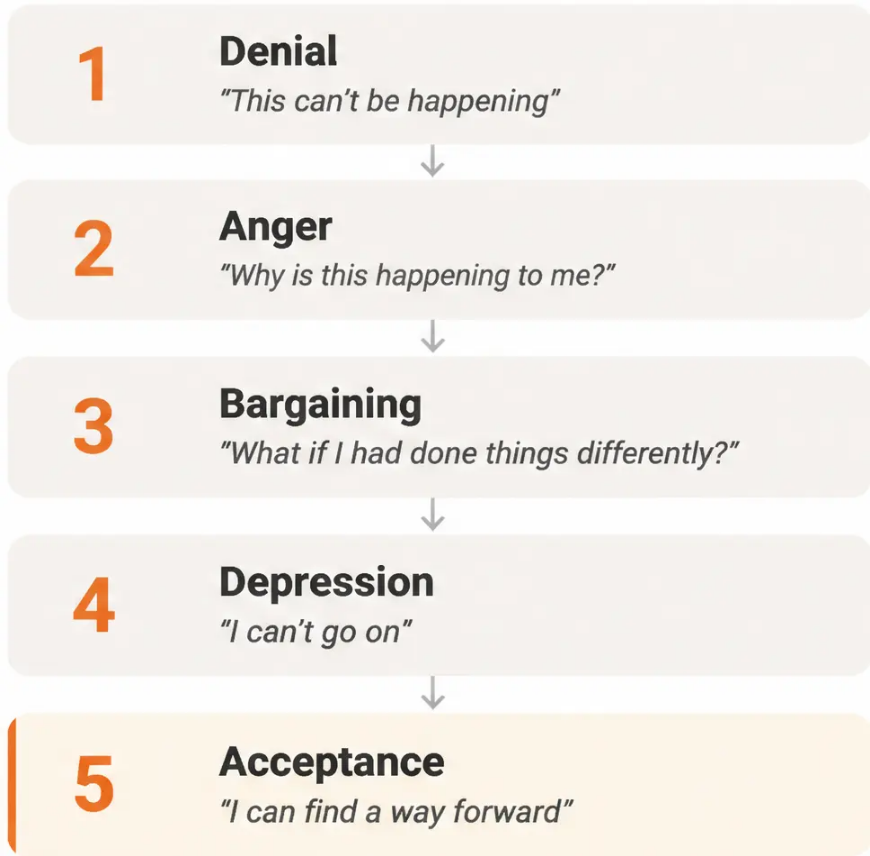 1
Denial
"This can't be happening"
2
Anger
"Why is this happening to me?"
3
Bargaining
"What if I had done things differently?"
4
Depression
"I can't go on"
5
Acceptance
"I can find a way forward"